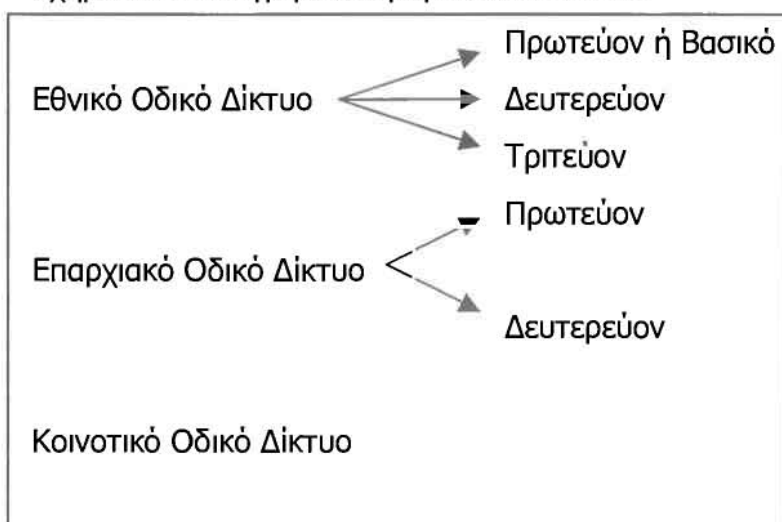 Πρωτεύον ή Βασικό
Εθνικό Οδικό Δίκτυο
Δευτερεύον
Τριτεύον
Πρωτεύον
Επαρχιακό Οδικό Δίκτυο
Δευτερεύον
Κοινοτικό Οδικό Δίκτυο